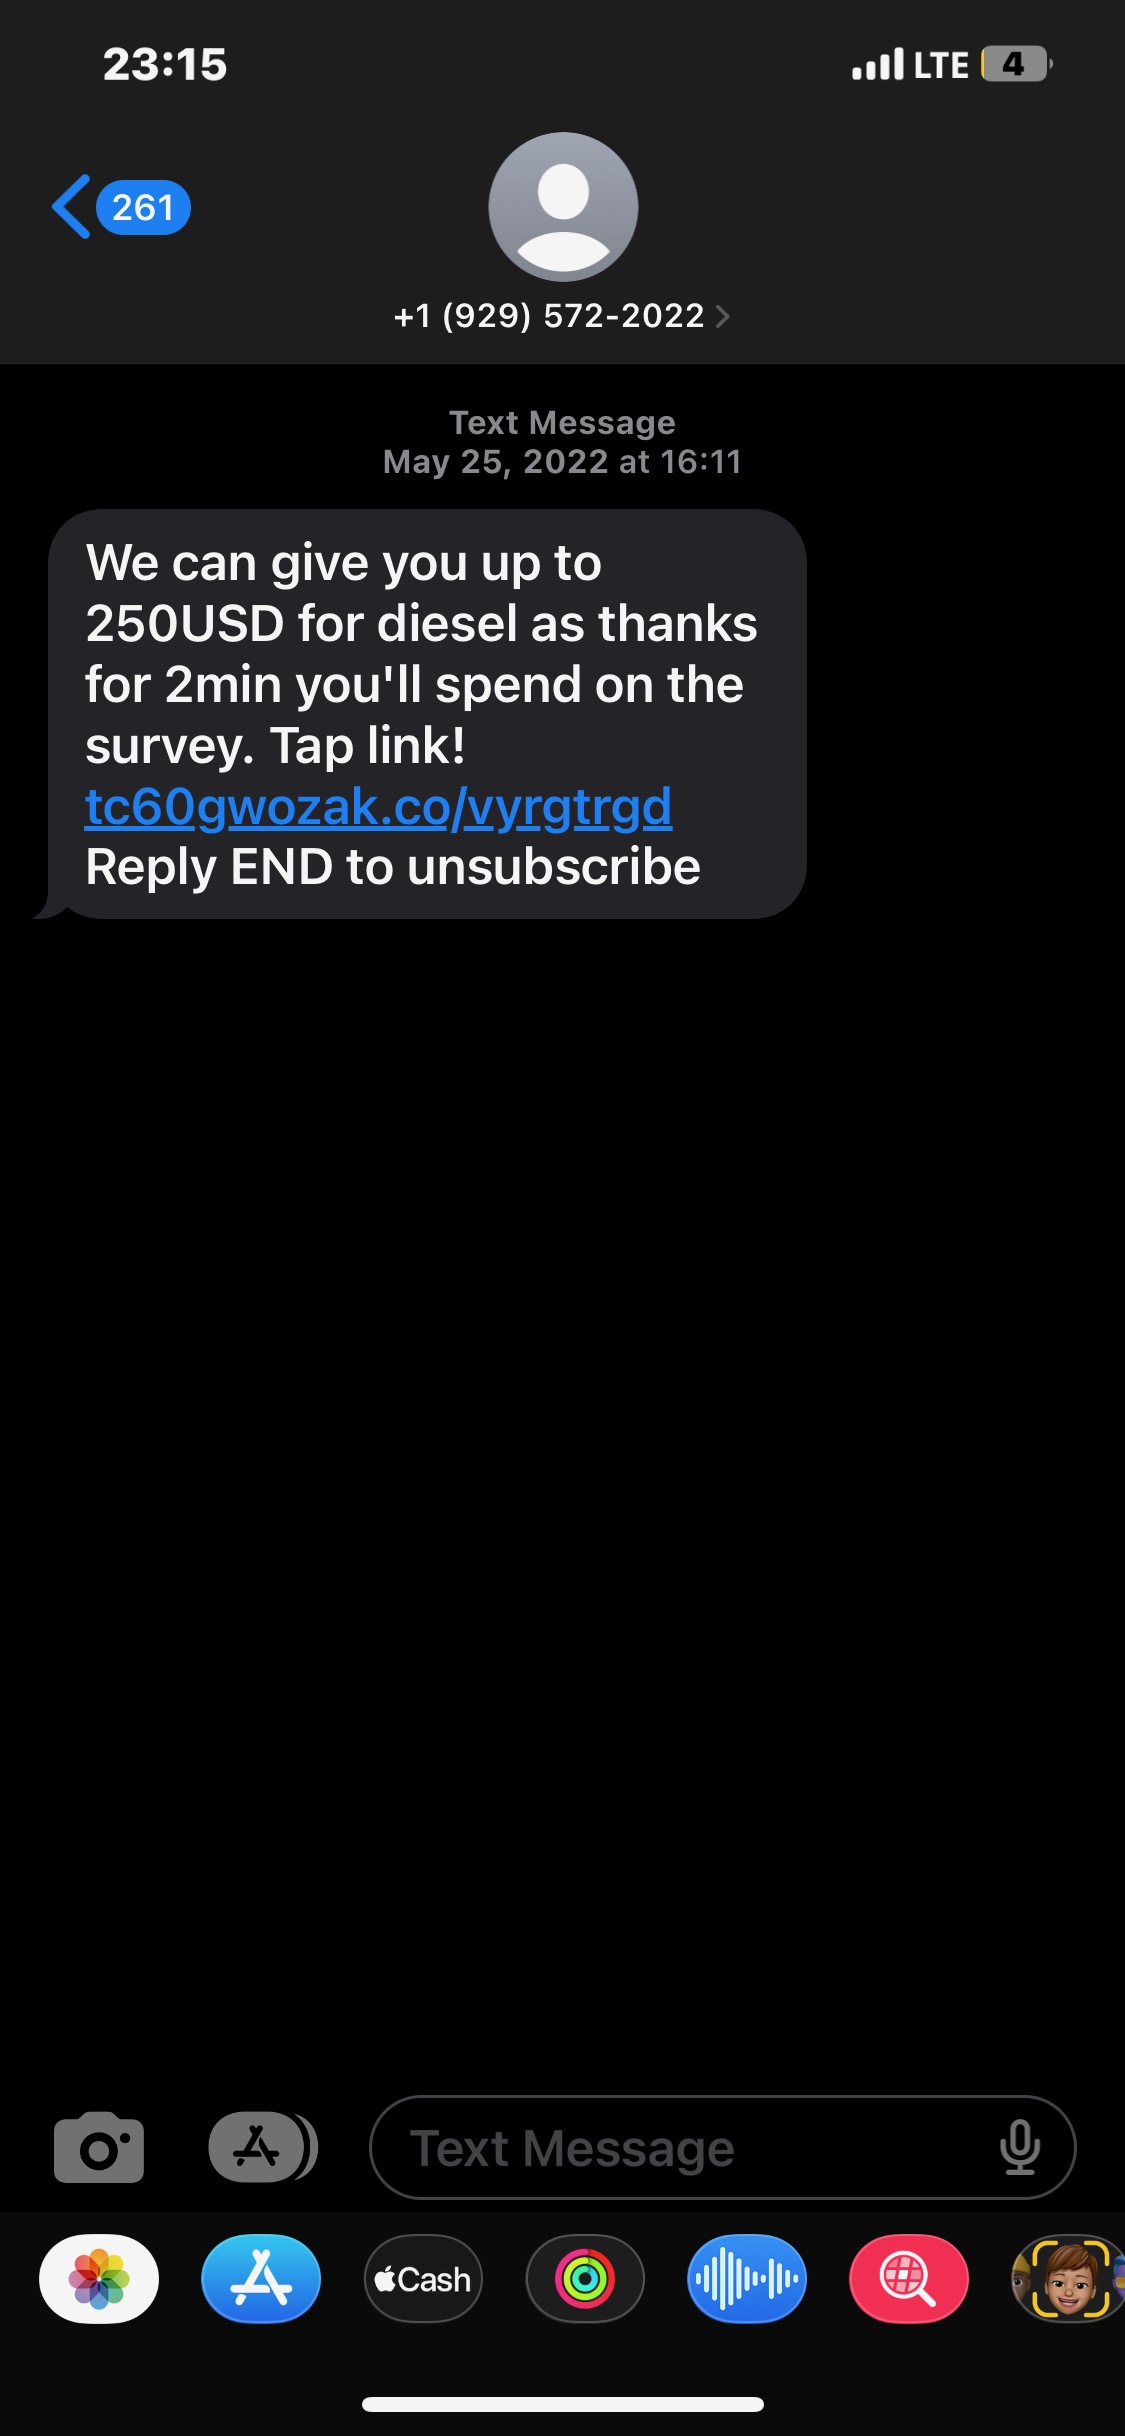 23:15
LTE 4
261
+1 (929) 572-2022
Text Message
May 25, 2022 at 16:11
We can give you up to
250USD for diesel as thanks
for 2min you'll spend on the
survey. Tap link!
tc60gwozak.co/vyrgtrgd
Reply END to unsubscribe
Text Message
Cash